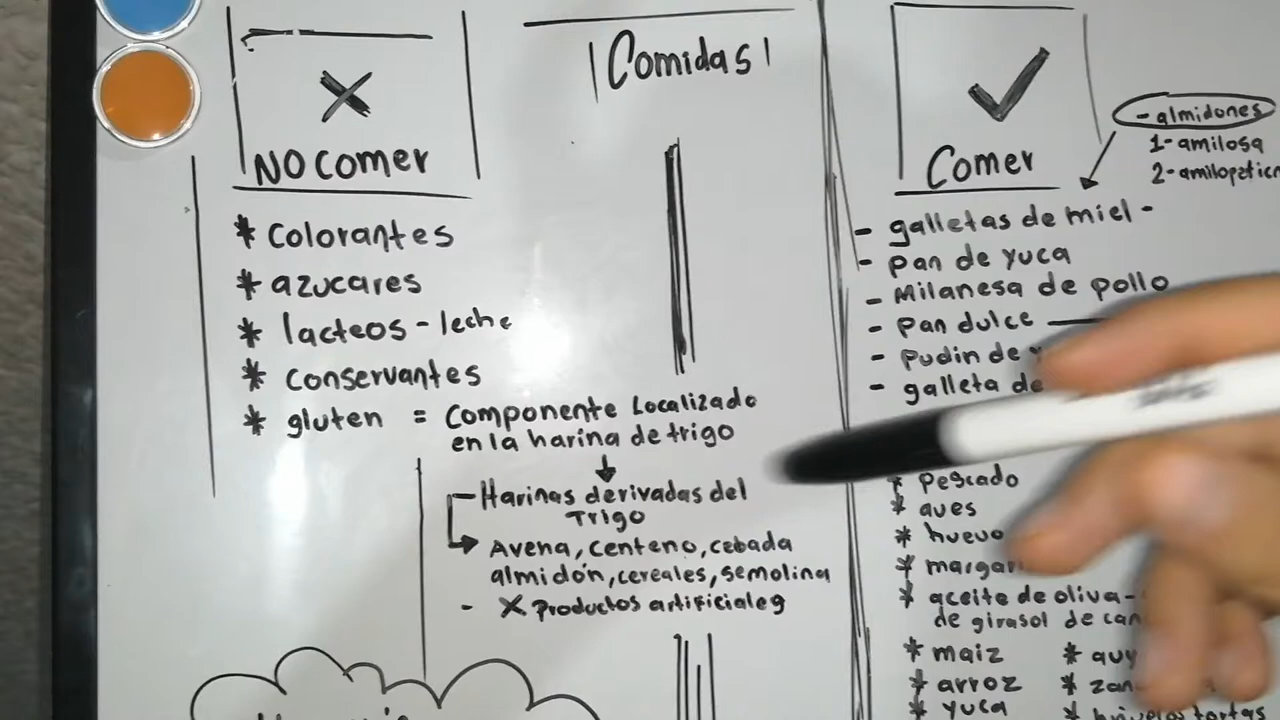 Comidas
NO COMER
* colorantes
* azucares
* lacteos - leche
* conservantes
* gluten = componente Localizado
en la harina de trigo
Harinas derivadas del
Trigo
Avena, centeno, cebada
almidón, cereales, semolina
- X productos artificiales
Comer
- almidones
1- amilosa
2-
- galletas de miel -
- pan de yuca
- Milanesa de pollo
- pan dulce
- pudin de
- galleta de
* pescado
* aves
* huevo
*
* aceite de oliva -
de girasol de
* maiz
* arroz
* yuca